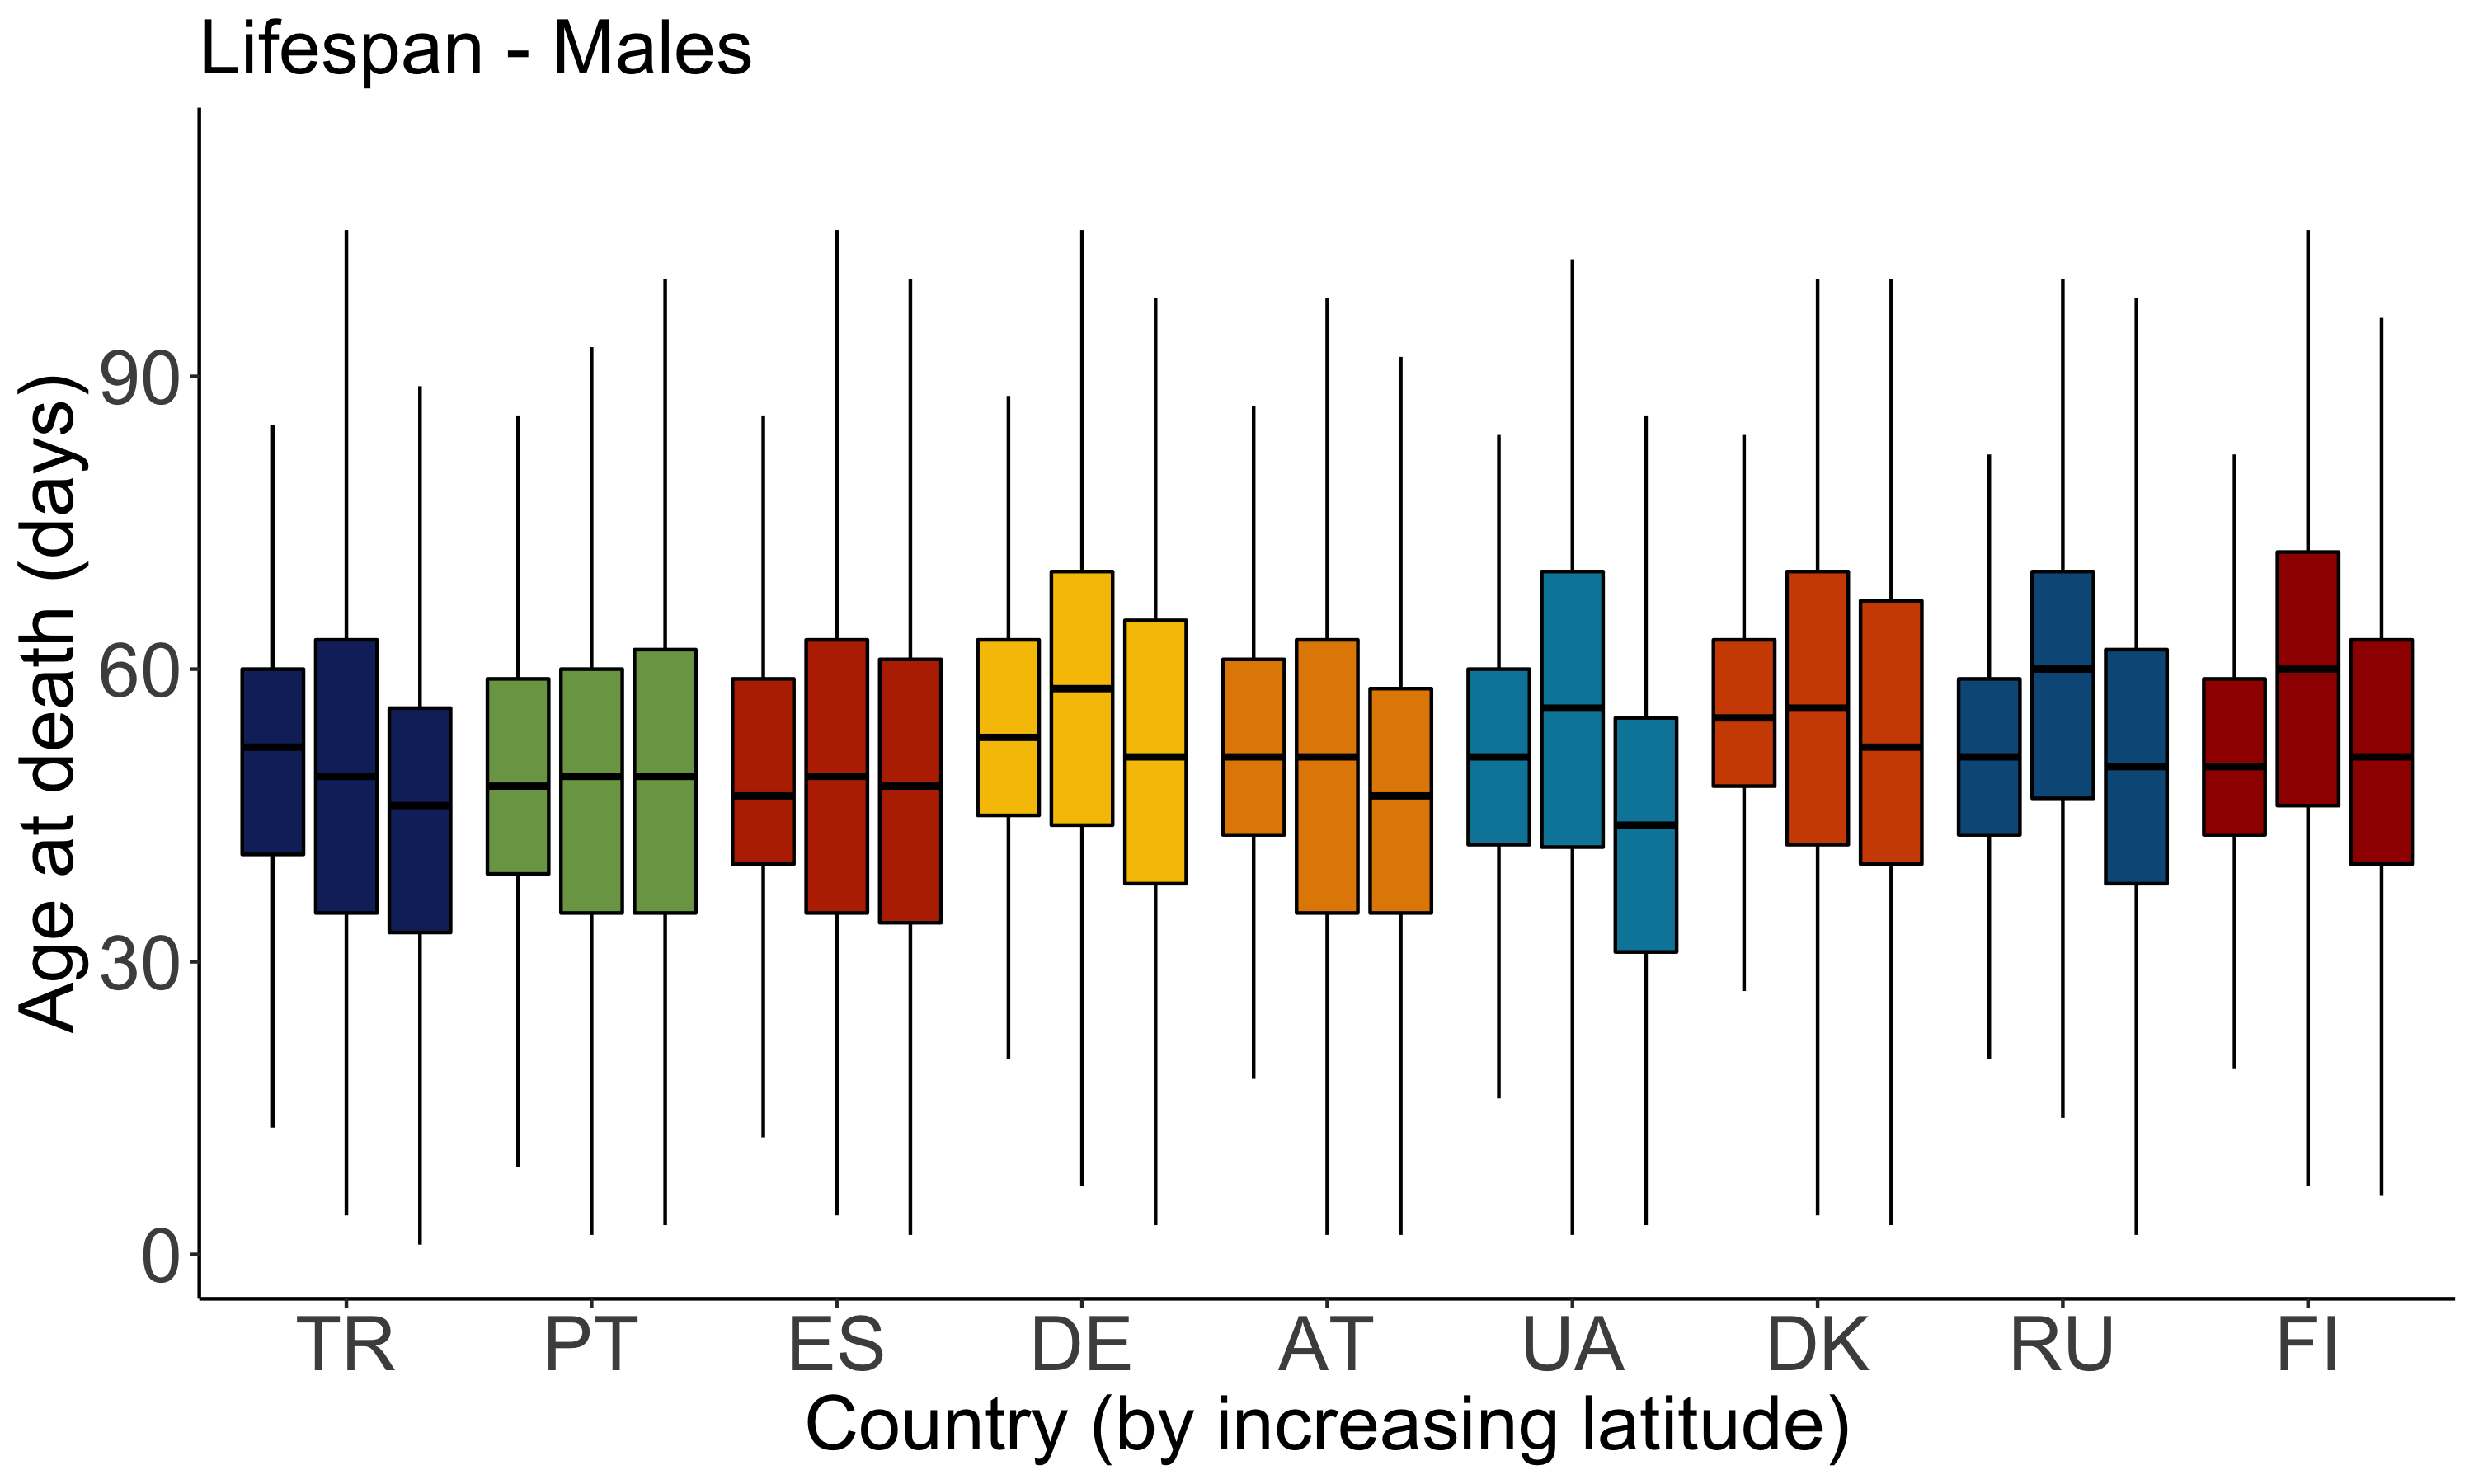 Lifespan - Males
Age at death (days)
90
60
30
0
TR PT ES DE AT UA DK RU FI
Country (by increasing latitude)